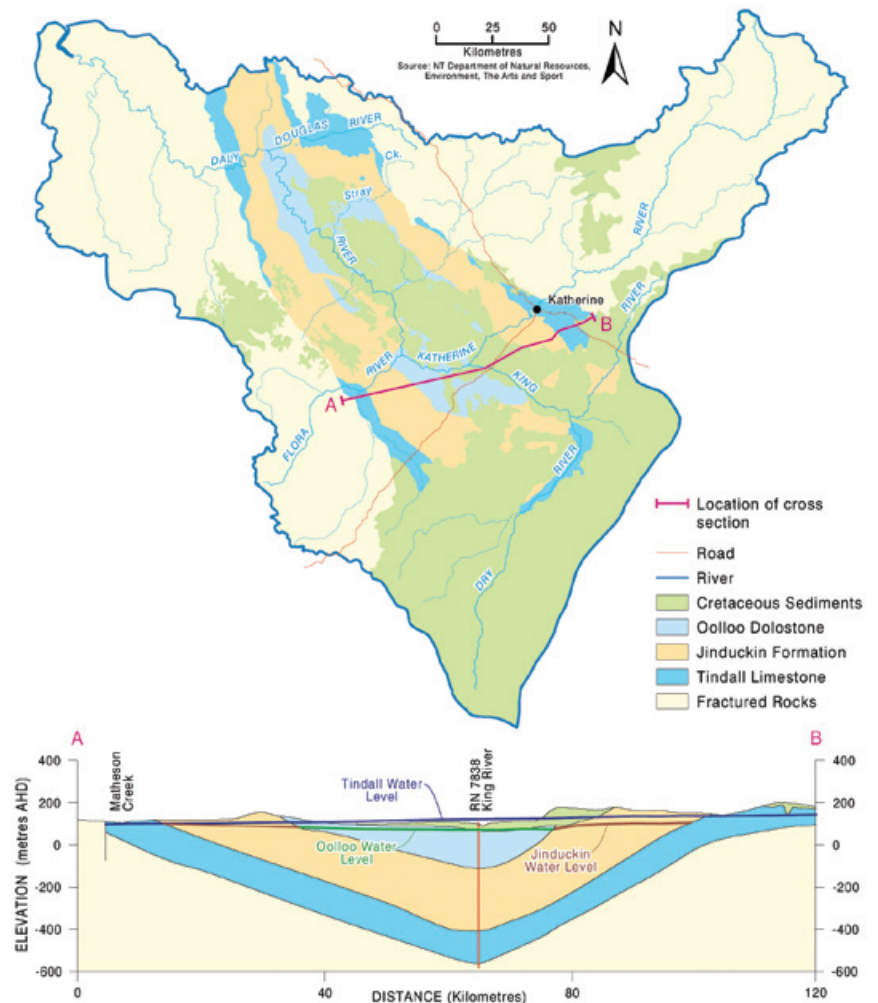 N
0 25 50
Kilometres
Source: NT Department of Natural Resources,
Environment, The Arts and Sport
DALY
DOUGLAS RIVER
Ck.
Stray
RIVER
RIVER
RIVER
Katherine
B
KATHERINE
RIVER
KING
A
FLORA
RIVER
DRY
Location of cross
section
Road
River
Cretaceous Sediments
Oolloo Dolostone
Jinduckin Formation
Tindall Limestone
Fractured Rocks
A
B
Matheson
Creek
RN 7838
King River
Tindall Water
Level
Oolloo Water
Level
Jinduckin
Water Level
ELEVATION (metres AHD)
400
200
0
-200
-400
-600
400
200
0
-200
-400
-600
0 40 80 120
DISTANCE (Kilometres)